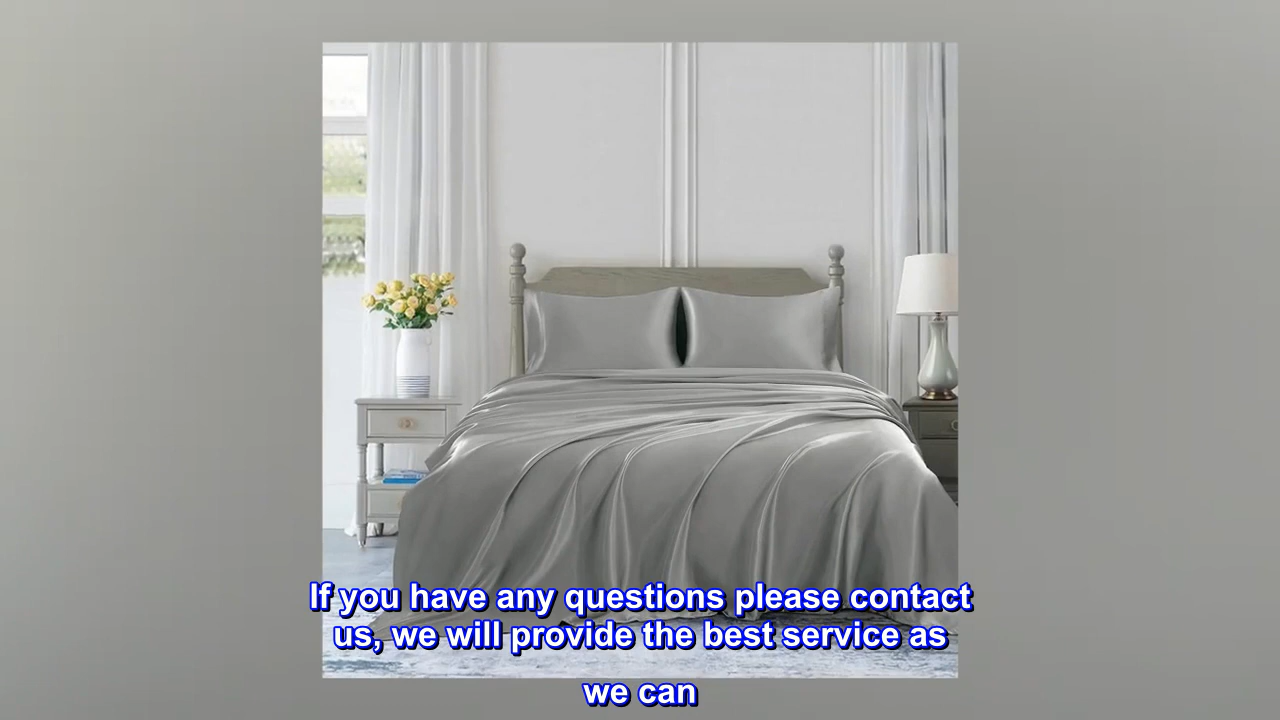 If you have any questions please contact
us, we will provide the best service as
we can